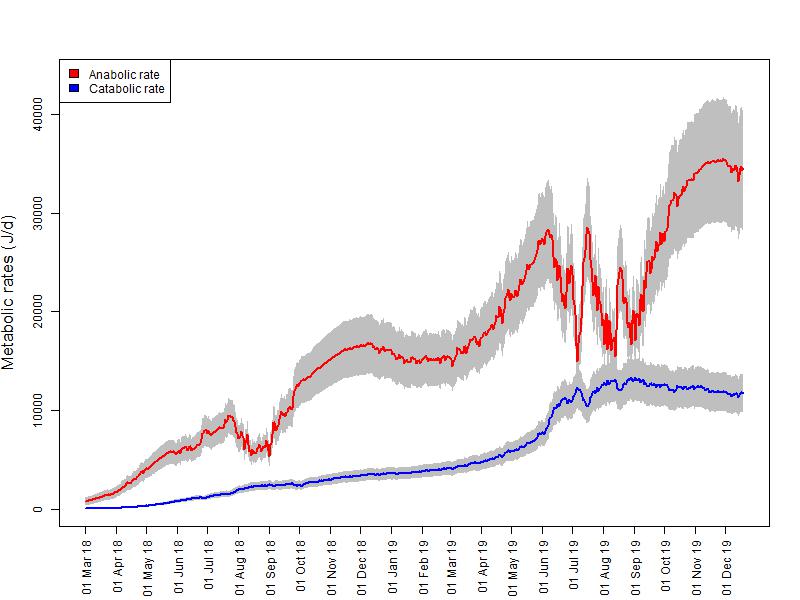 Anabolic rate
Catabolic rate
Metabolic rates (J/d)
40000
30000
20000
10000
0
01 Mar 18
01 Apr 18
01 May 18
01 Jun 18
01 Jul 18
01 Aug 18
01 Sep 18
01 Oct 18
01 Nov 18
01 Dec 18
01 Jan 19
01 Feb 19
01 Mar 19
01 Apr 19
01 May 19
01 Jun 19
01 Jul 19
01 Aug 19
01 Sep 19
01 Oct 19
01 Nov 19
01 Dec 19